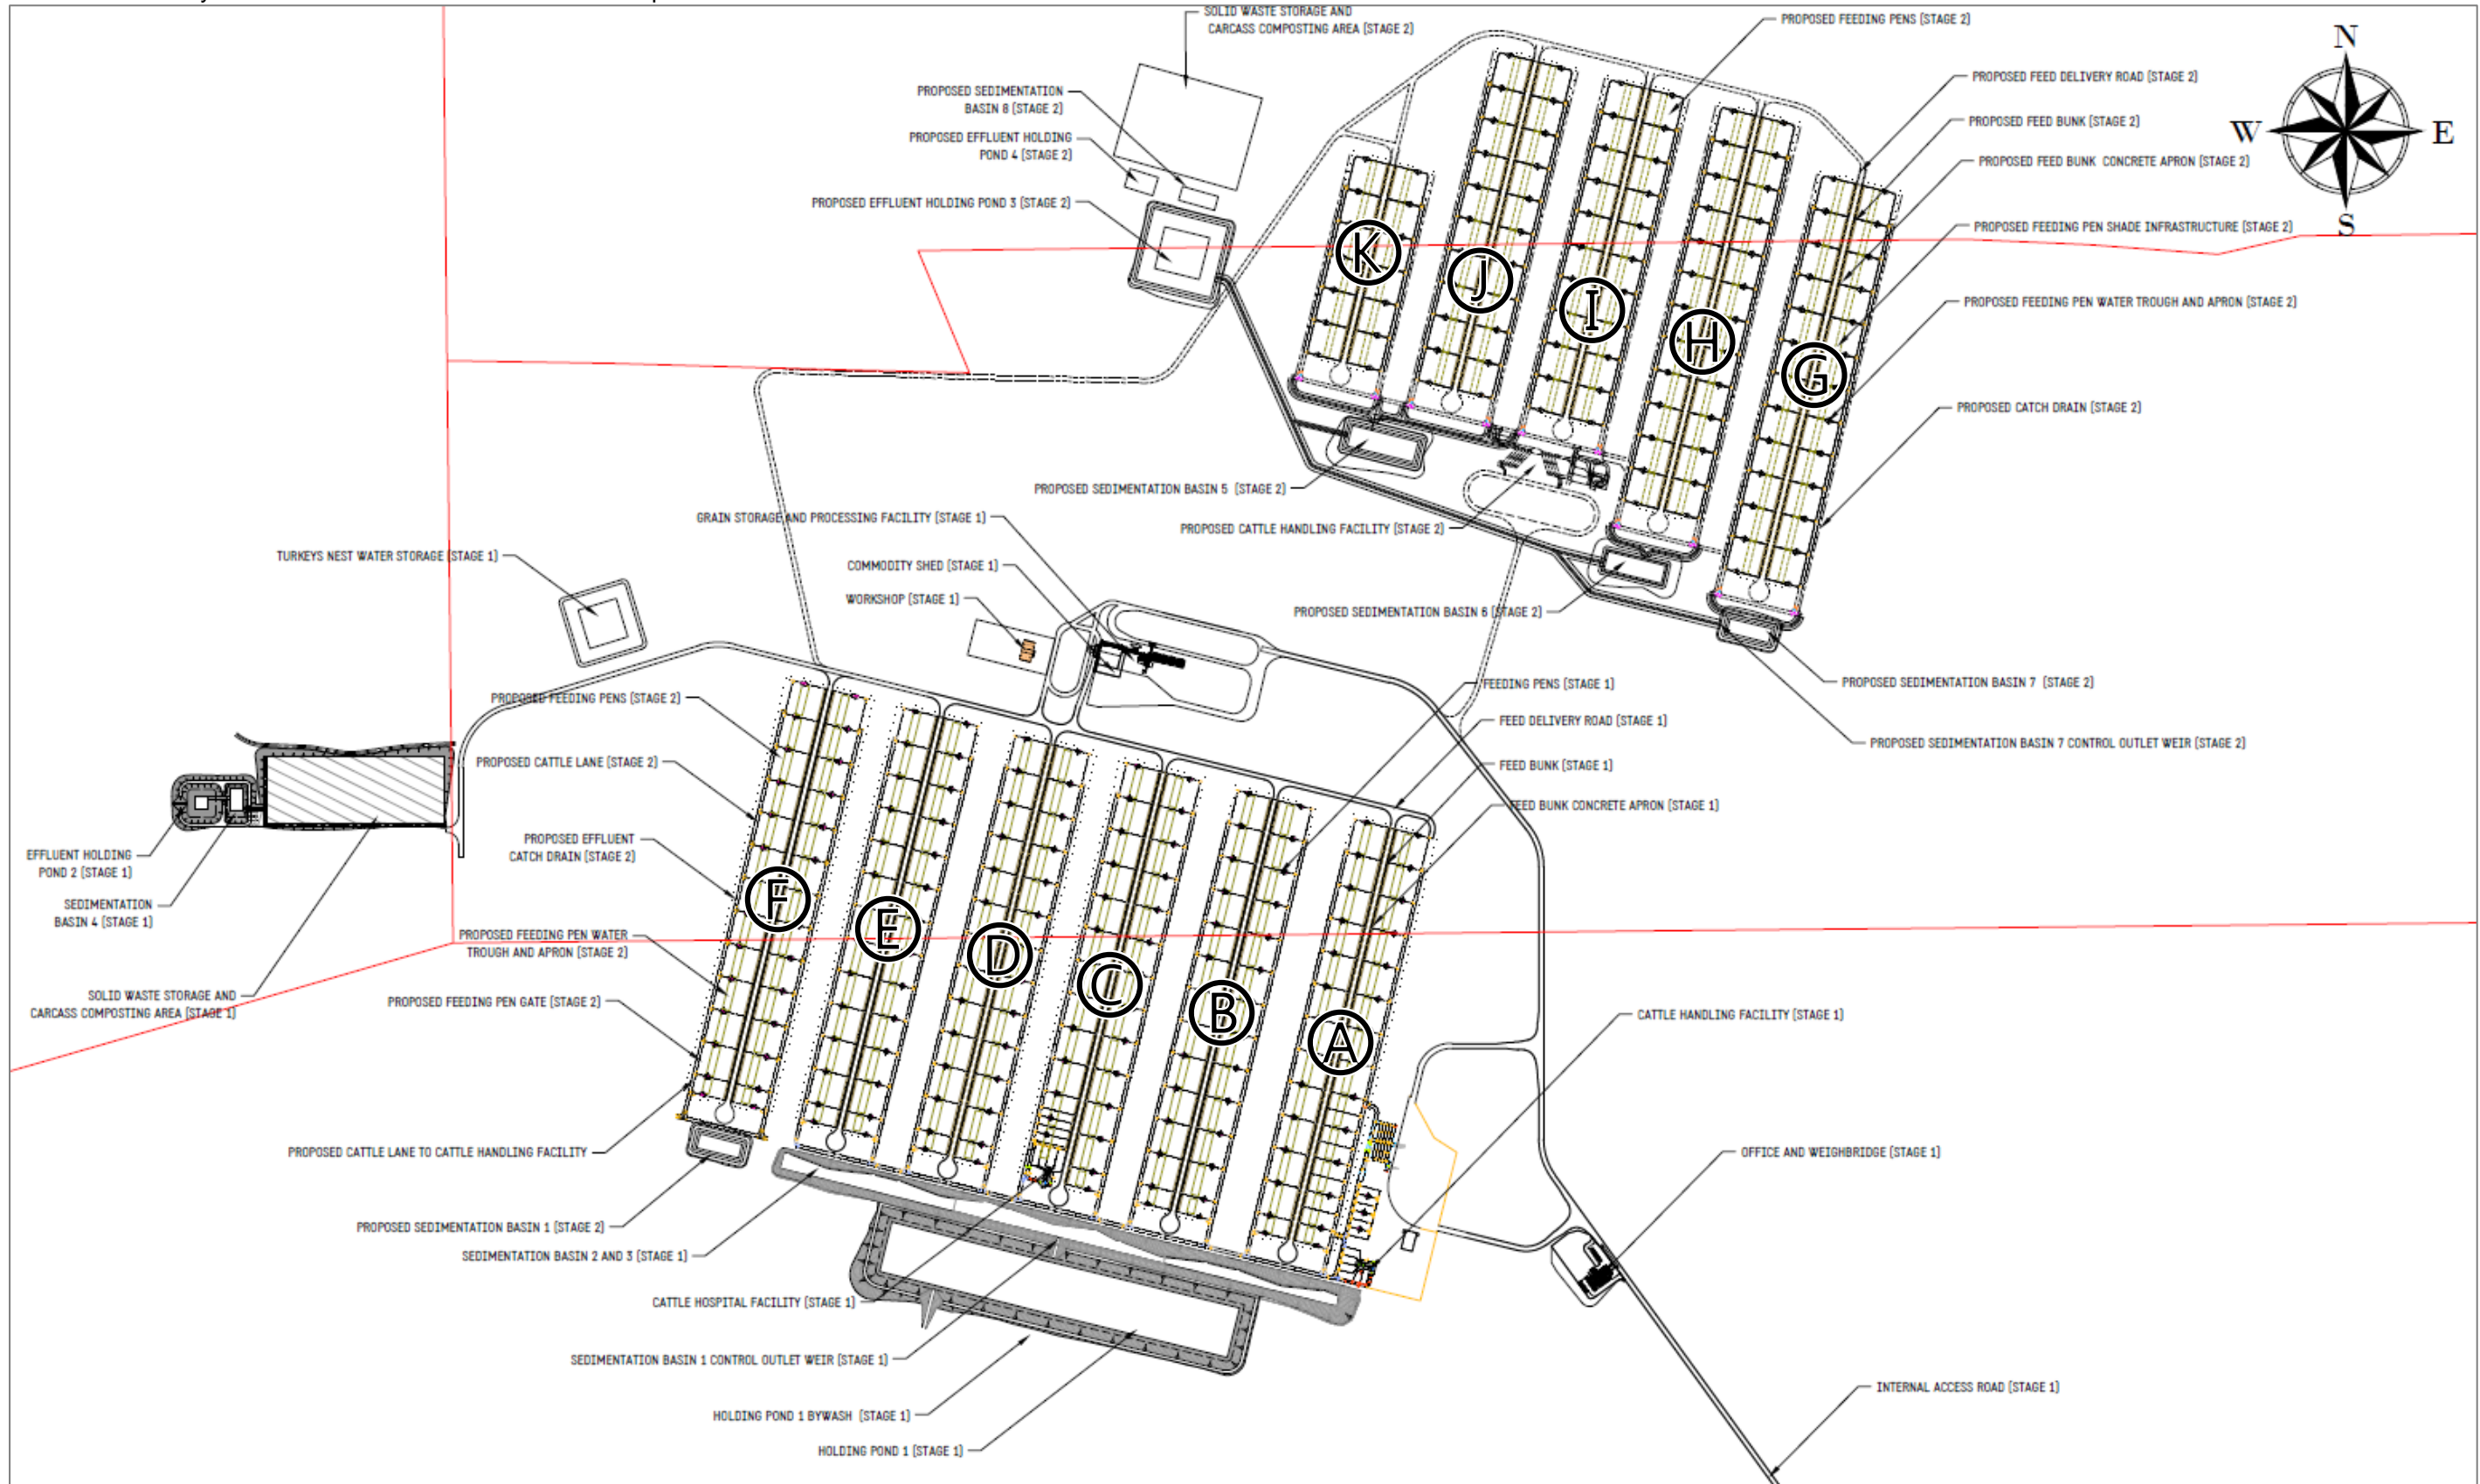 SOLID WASTE STORAGE AND
CARCASS COMPOSTING AREA (STAGE 2)
PROPOSED FEEDING PENS (STAGE 2)
N
W
E
S
PROPOSED SEDIMENTATION
BASIN 8 (STAGE 2)
PROPOSED FEED DELIVERY ROAD (STAGE 2)
PROPOSED EFFLUENT HOLDING
POND 4 (STAGE 2)
PROPOSED FEED BUNK (STAGE 2)
PROPOSED FEED BUNK CONCRETE APRON (STAGE 2)
PROPOSED EFFLUENT HOLDING POND 3 (STAGE 2)
PROPOSED FEEDING PEN SHADE INFRASTRUCTURE (STAGE 2)
K
J
I
H
G
PROPOSED FEEDING PEN WATER TROUGH AND APRON (STAGE 2)
PROPOSED CATCH DRAIN (STAGE 2)
PROPOSED SEDIMENTATION BASIN 5 (STAGE 2)
GRAIN STORAGE AND PROCESSING FACILITY (STAGE 1)
PROPOSED CATTLE HANDLING FACILITY (STAGE 2)
TURKEYS NEST WATER STORAGE (STAGE 1)
COMMODITY SHED (STAGE 1)
WORKSHOP (STAGE 1)
PROPOSED SEDIMENTATION BASIN 6 (STAGE 2)
PROPOSED SEDIMENTATION BASIN 7 (STAGE 2)
PROPOSED FEEDING PENS (STAGE 2)
FEEDING PENS (STAGE 1)
FEED DELIVERY ROAD (STAGE 1)
PROPOSED SEDIMENTATION BASIN 7 CONTROL OUTLET WEIR (STAGE 2)
PROPOSED CATTLE LANE (STAGE 2)
FEED BUNK (STAGE 1)
FEED BUNK CONCRETE APRON (STAGE 1)
PROPOSED EFFLUENT
CATCH DRAIN (STAGE 2)
EFFLUENT HOLDING
POND 2 (STAGE 1)
SEDIMENTATION
BASIN 4 (STAGE 1)
F
E
D
C
B
A
PROPOSED FEEDING PEN WATER
TROUGH AND APRON (STAGE 2)
SOLID WASTE STORAGE AND
CARCASS COMPOSTING AREA (STAGE 1)
PROPOSED FEEDING PEN GATE (STAGE 2)
CATTLE HANDLING FACILITY (STAGE 1)
PROPOSED CATTLE LANE TO CATTLE HANDLING FACILITY
OFFICE AND WEIGHBRIDGE (STAGE 1)
PROPOSED SEDIMENTATION BASIN 1 (STAGE 2)
SEDIMENTATION BASIN 2 AND 3 (STAGE 1)
CATTLE HOSPITAL FACILITY (STAGE 1)
SEDIMENTATION BASIN 1 CONTROL OUTLET WEIR (STAGE 1)
INTERNAL ACCESS ROAD (STAGE 1)
HOLDING POND 1 BYWASH (STAGE 1)
HOLDING POND 1 (STAGE 1)